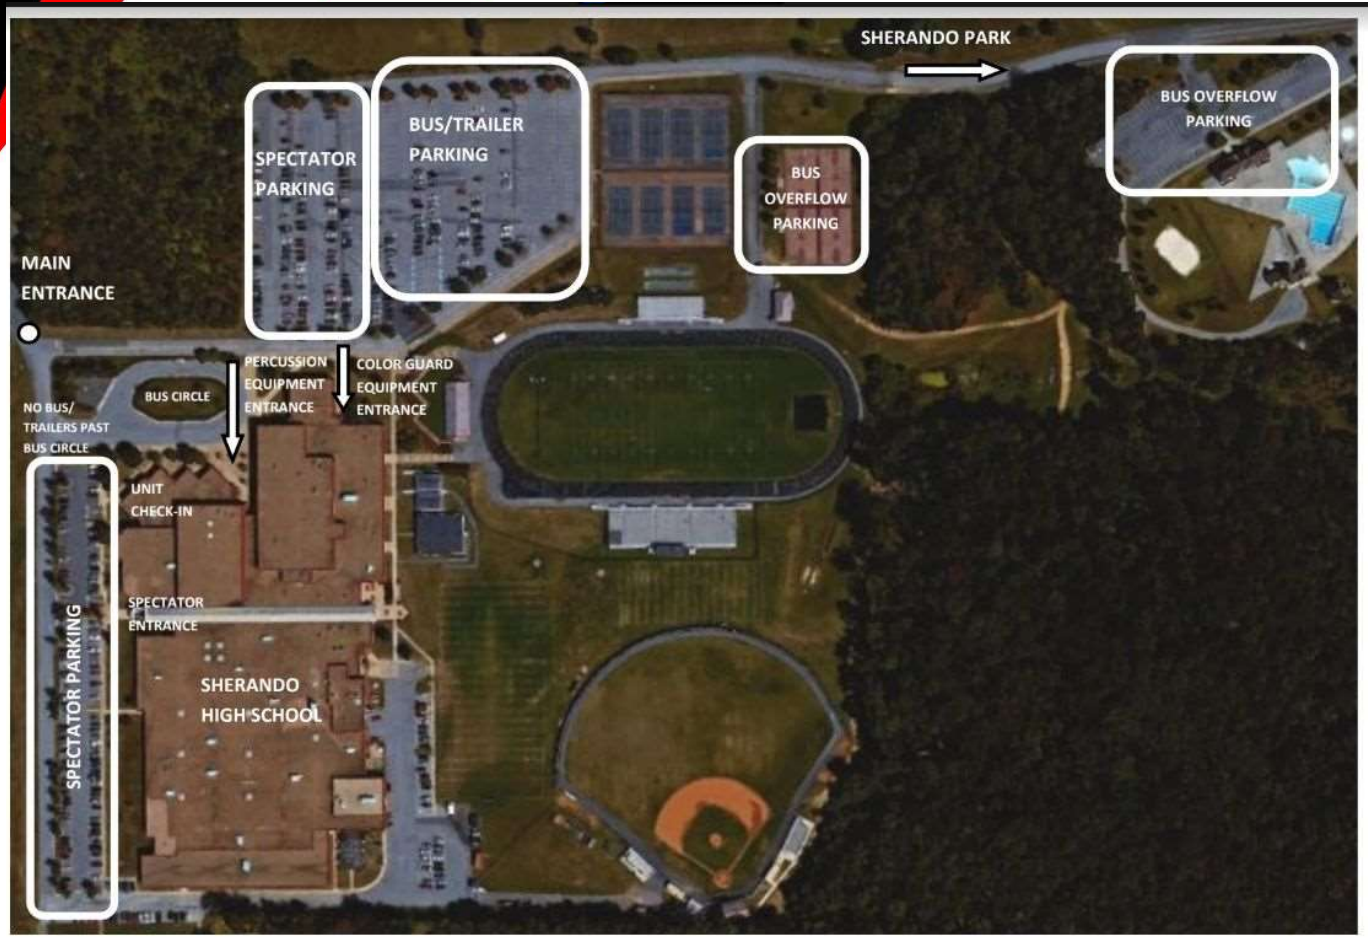 SHERANDO PARK
BUS OVERFLOW
PARKING
BUS/TRAILER
PARKING
SPECTATOR
PARKING
BUS
OVERFLOW
PARKING
MAIN
ENTRANCE
PERCUSSION
EQUIPMENT
ENTRANCE
COLOR GUARD
EQUIPMENT
ENTRANCE
BUS CIRCLE
NO BUS/
TRAILERS PAST
BUS CIRCLE
UNIT
CHECK-IN
SPECTATOR
ENTRANCE
SPECTATOR PARKING
SHERANDO
HIGH SCHOOL